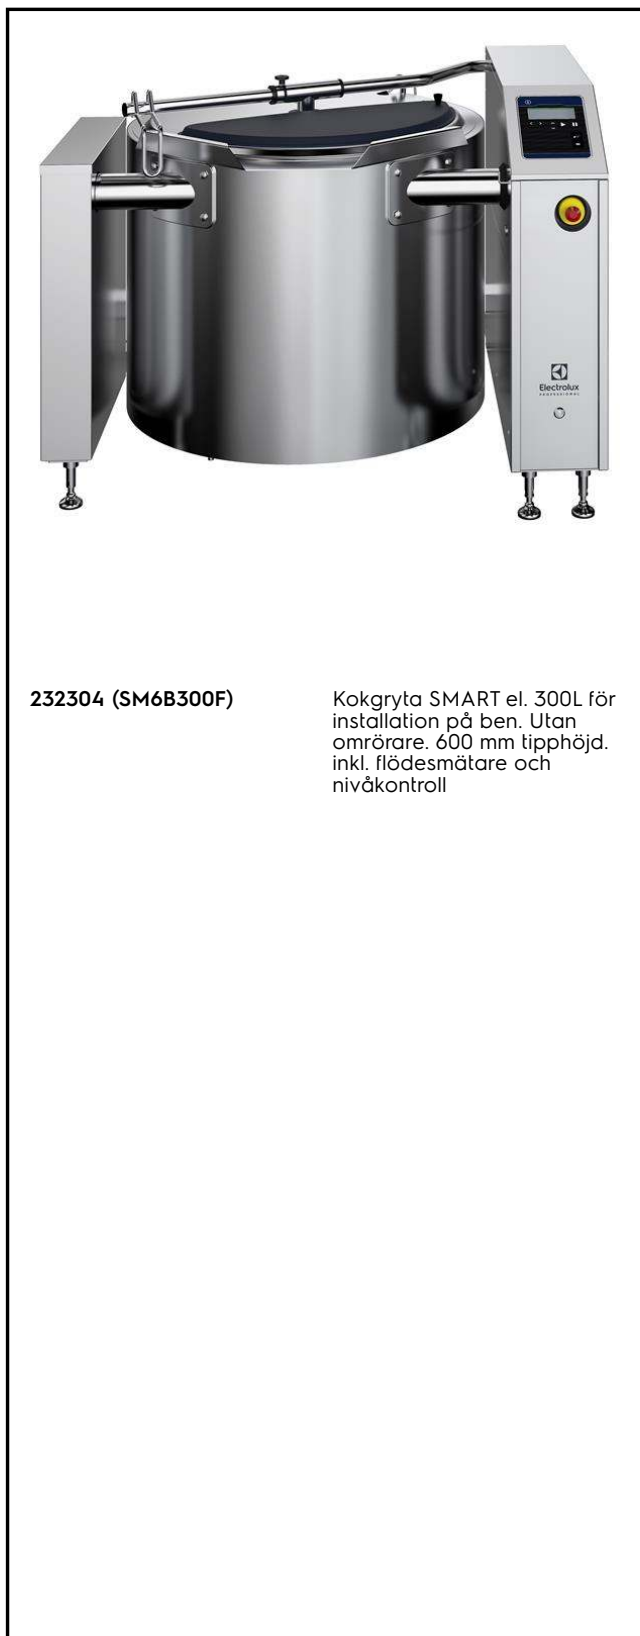 Electrolux
PROFESSIONAL
232304 (SM6B300F)
Kokgryta SMART el. 300L för
installation på ben. Utan
omrörare. 600 mm tipphöjd.
inkl. flödesmätare och
nivåkontroll